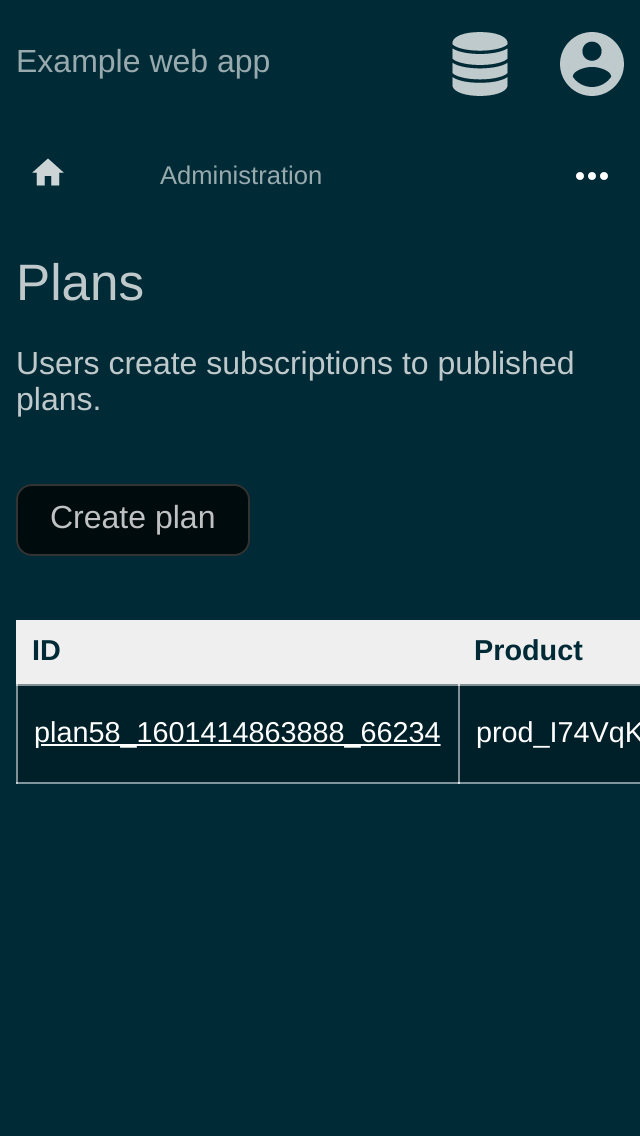 Example web app
Administration
Plans
Users create subscriptions to published
plans.
Create plan
ID Product
plan58_1601414863888_66234 prod_I74VqK